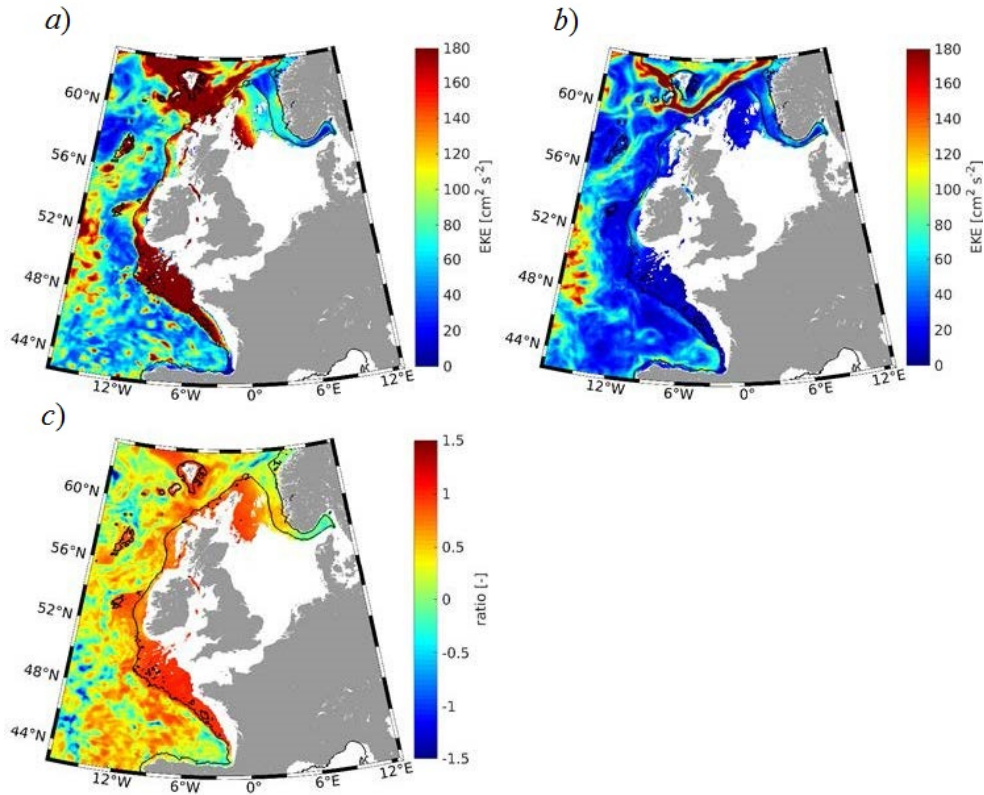 a)
60°N
56°N
52°N
48°N
44°N
12°W
6°W
0°
6°E
12°E
180
160
140
120
100
80
60
40
20
0
EKE [cm² s⁻²]
b)
60°N
56°N
52°N
48°N
44°N
12°W
6°W
0°
6°E
12°E
180
160
140
120
100
80
60
40
20
0
EKE [cm² s⁻²]
c)
60°N
56°N
52°N
48°N
44°N
12°W
6°W
0°
6°E
12°E
1.5
1
0.5
0
-0.5
-1
-1.5
ratio [-]